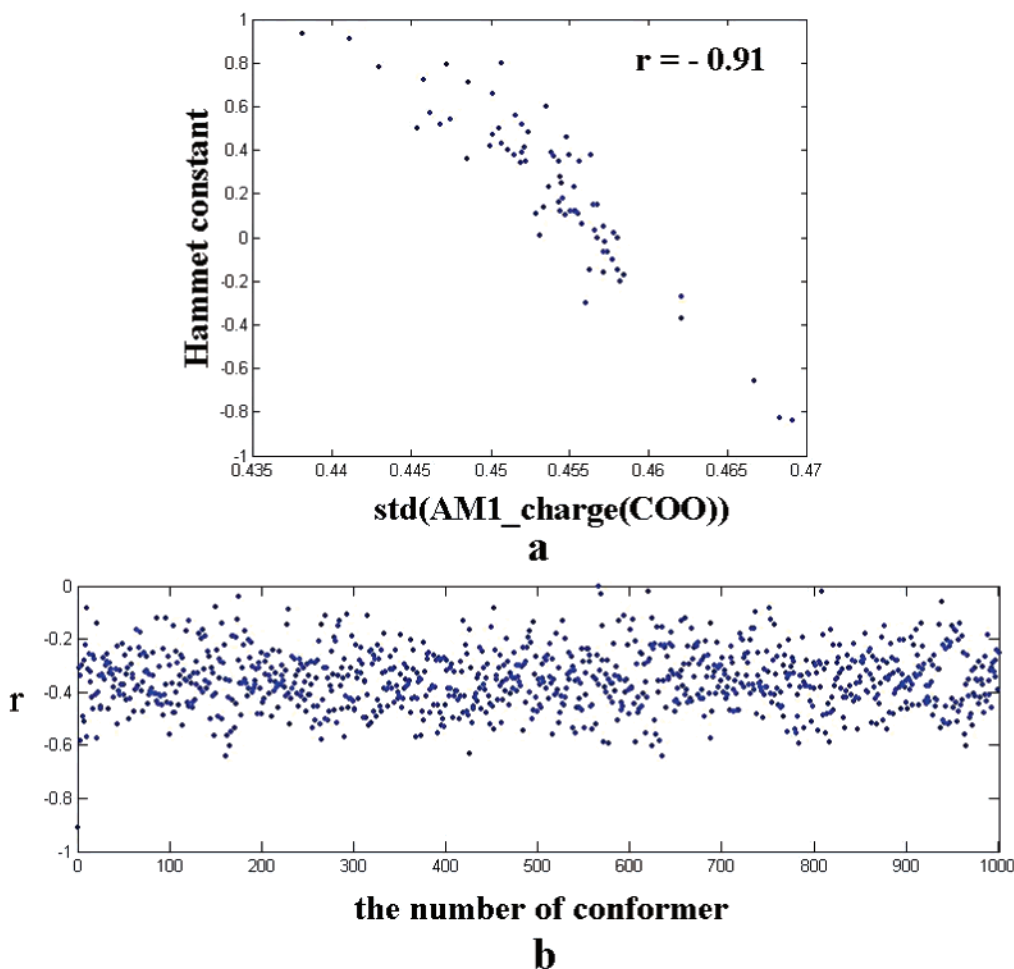 1
0.8
0.6
0.4
0.2
0
-0.2
-0.4
-0.6
-0.8
-1
r = - 0.91
Hammet constant
0.435 0.44 0.445 0.45 0.455 0.46 0.465 0.47
std(AM1_charge(COO))
a
0
-0.2
-0.4
-0.6
-0.8
-1
r
0 100 200 300 400 500 600 700 800 900 1000
the number of conformer
b